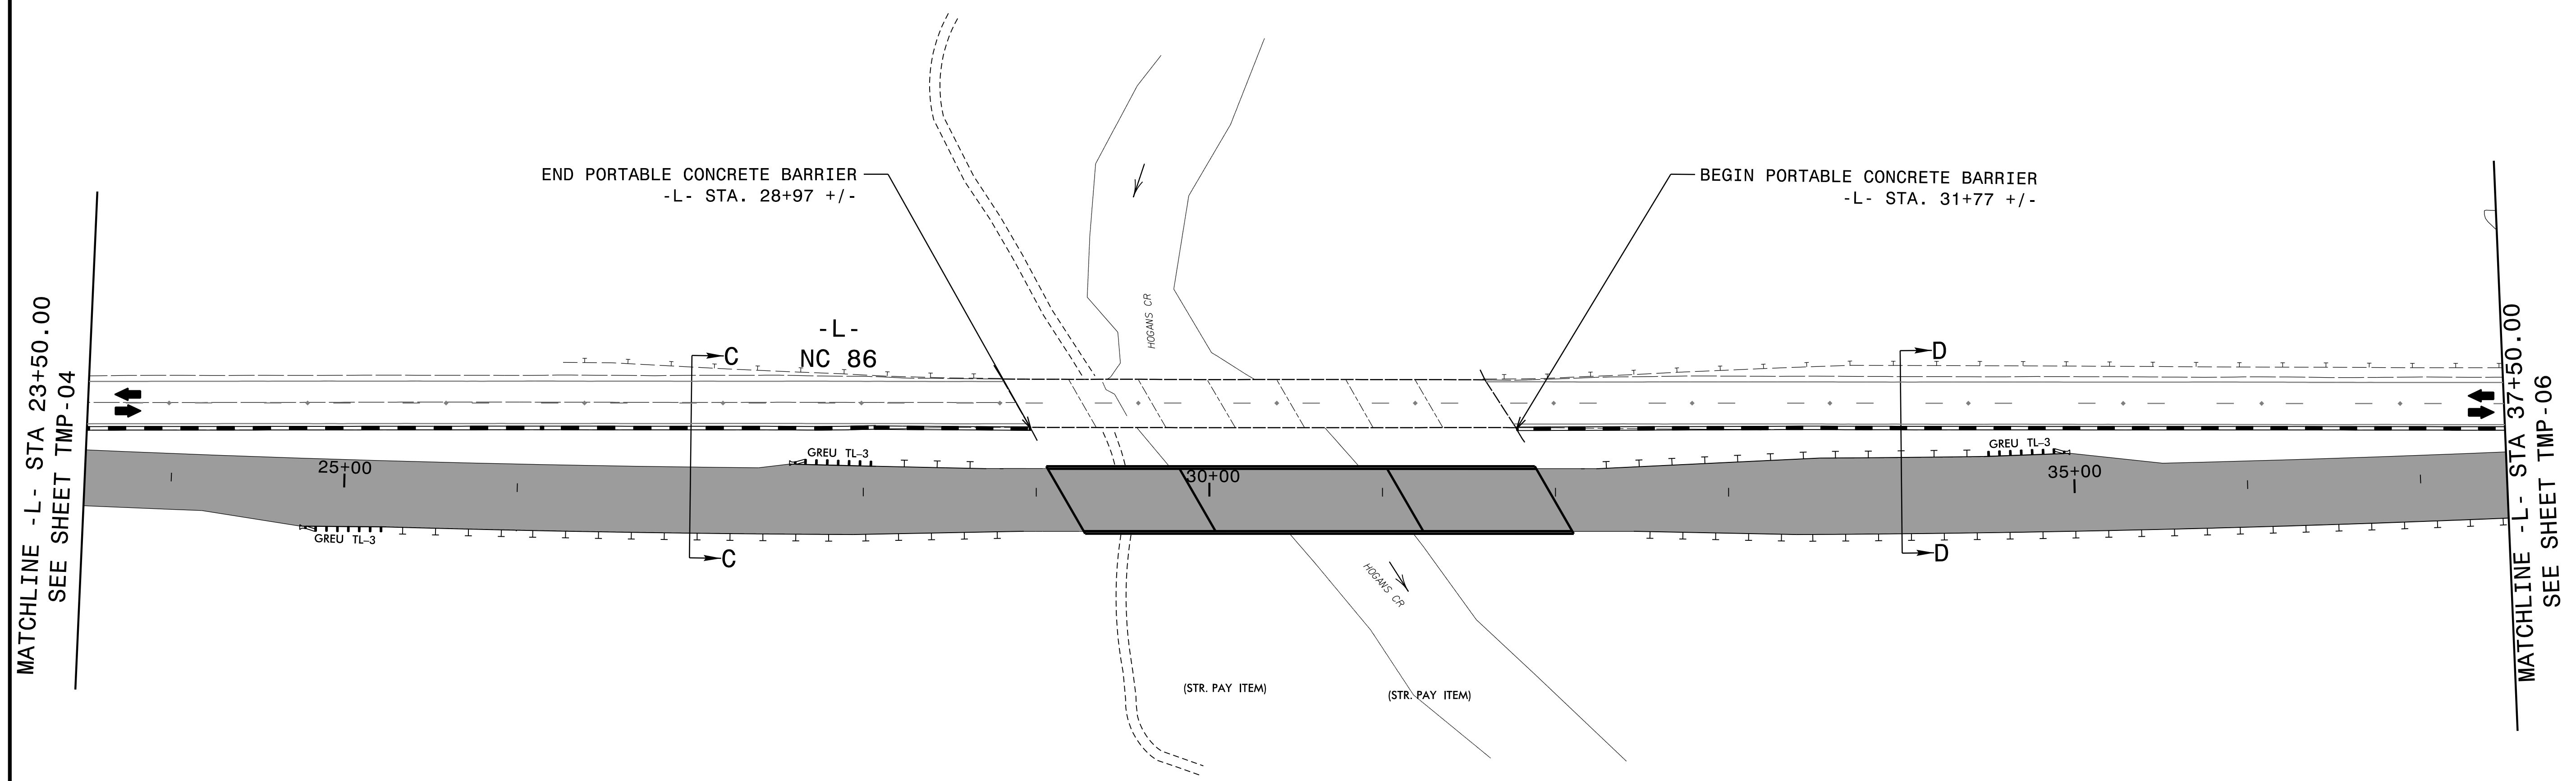 MATCHLINE -L- STA 23+50.00
SEE SHEET TMP-04
END PORTABLE CONCRETE BARRIER
-L- STA. 28+97 +/-
BEGIN PORTABLE CONCRETE BARRIER
-L- STA. 31+77 +/-
HOGANS CR
-L-
NC 86
C
D
GREU TL-3
GREU TL-3
25+00
30+00
35+00
GREU TL-3
C
D
HOGANS CR
(STR. PAY ITEM)
(STR. PAY ITEM)
MATCHLINE -L- STA 37+50.00
SEE SHEET TMP-06